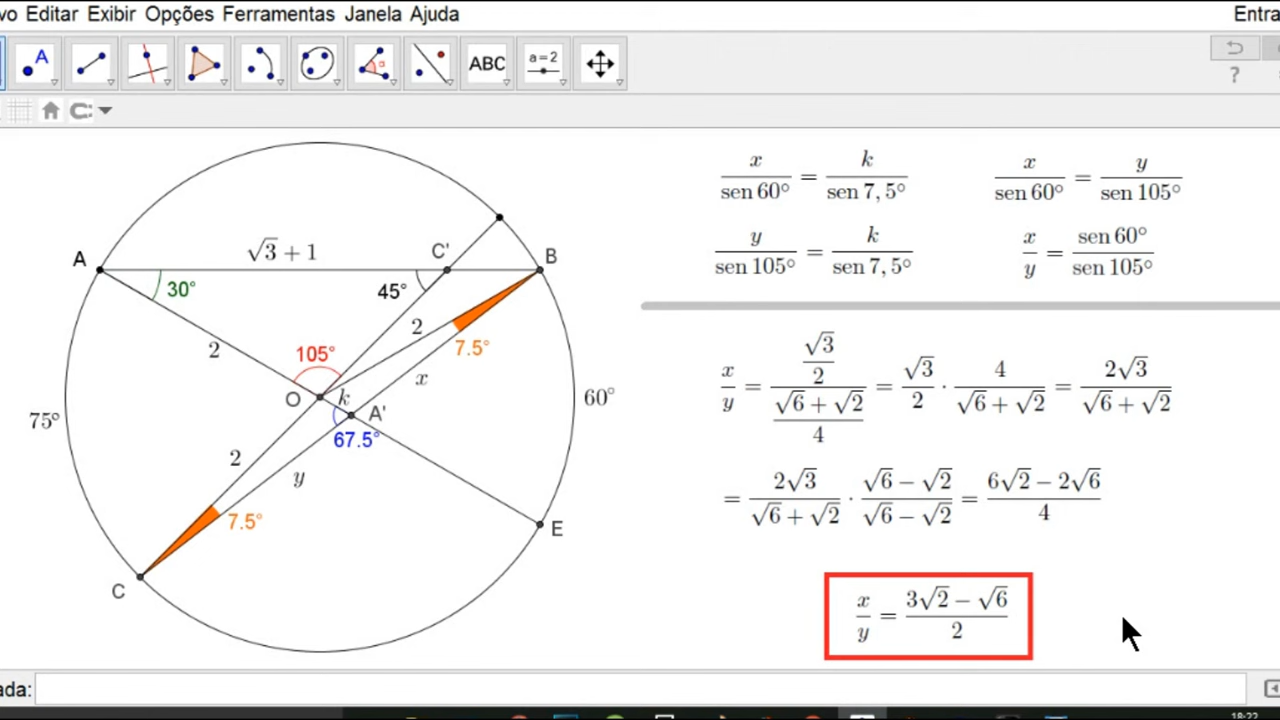 vo Editar Exibir Opções Ferramentas Janela Ajuda Entra
A ABC a=2
?
A √3 + 1 C' B
30° 45°
2 2
105° 7.5°
O k x
A' 60°
75° 67.5°
2 y
7.5° E
C
x/sen 60° = k/sen 7,5° x/sen 60° = y/sen 105°
y/sen 105° = k/sen 7,5° x/y = sen 60°/sen 105°
x/y = (√3/2)/((√6 + √2)/4) = √3/2 · 4/(√6 + √2) = 2√3/(√6 + √2)
= 2√3/(√6 + √2) · (√6 − √2)/(√6 − √2) = (6√2 − 2√6)/4
x/y = (3√2 − √6)/2
ada:
18:22